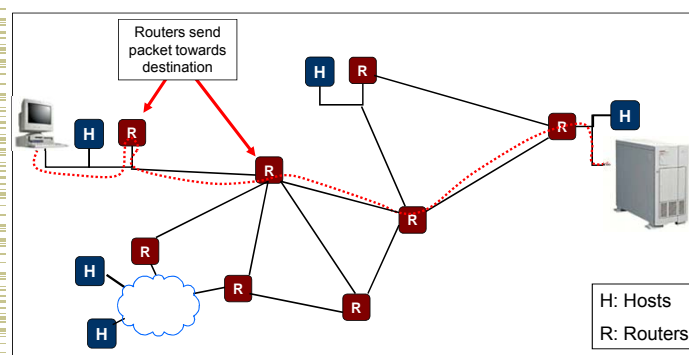 Routers send
packet towards
destination
H
R
H
R
R
H
R
R
R
H
R
R
H
H: Hosts
R: Routers